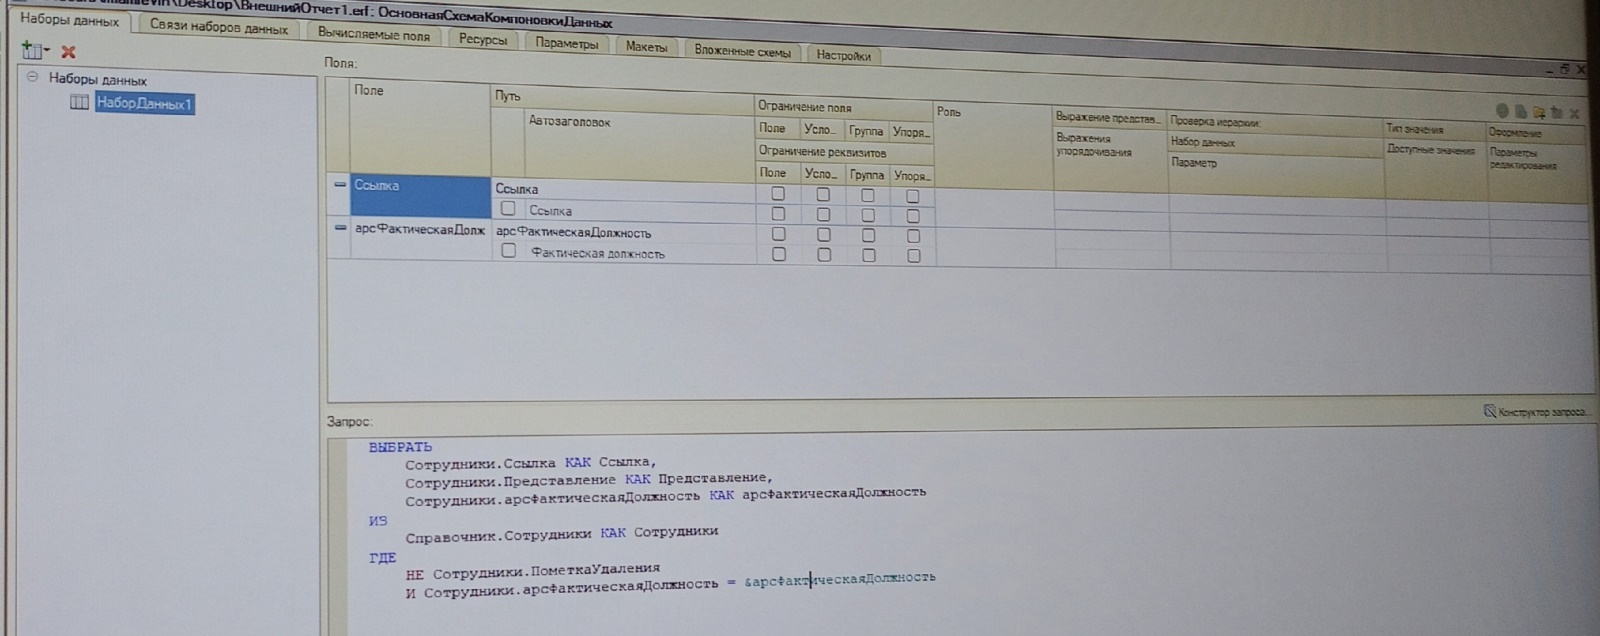 \Desktop\ВнешнийОтчет1.erf : ОсновнаяСхемаКомпоновкиДанных
Наборы данных Связи наборов данных Вычисляемые поля Ресурсы Параметры Макеты Вложенные схемы Настройки
Поля:
Наборы данных
НаборДанных1
Поле Путь Ограничение поля Роль Выражение представ... Проверка иерархии: Тип значения Оформление
Автозаголовок Поле Усло... Группа Упоря... Выражения упорядочивания Набор данных Доступные значения Параметры редактирования
Ограничение реквизитов Параметр
Поле Усло... Группа Упоря...
Ссылка Ссылка
Ссылка
арсФактическаяДолж арсФактическаяДолжность
Фактическая должность
Запрос: Конструктор запроса...
ВЫБРАТЬ
Сотрудники.Ссылка КАК Ссылка,
Сотрудники.Представление КАК Представление,
Сотрудники.арсФактическаяДолжность КАК арсФактическаяДолжность
ИЗ
Справочник.Сотрудники КАК Сотрудники
ГДЕ
НЕ Сотрудники.ПометкаУдаления
И Сотрудники.арсФактическаяДолжность = &арсФактическаяДолжность